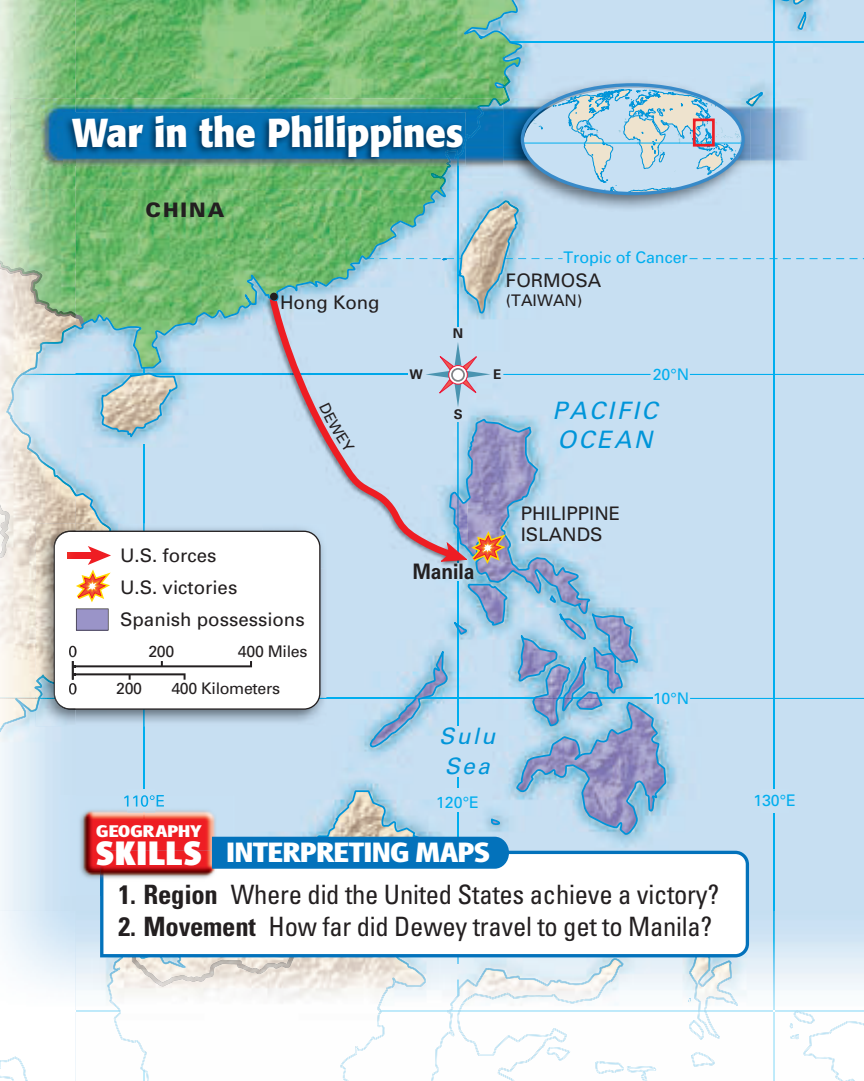 War in the Philippines
CHINA
Tropic of Cancer
FORMOSA
(TAIWAN)
Hong Kong
N
W E
S
20°N
DEWEY
PACIFIC
OCEAN
PHILIPPINE
ISLANDS
Manila
U.S. forces
U.S. victories
Spanish possessions
0 200 400 Miles
0 200 400 Kilometers
10°N
Sulu
Sea
110°E 120°E 130°E
GEOGRAPHY
SKILLS INTERPRETING MAPS
1. Region Where did the United States achieve a victory?
2. Movement How far did Dewey travel to get to Manila?